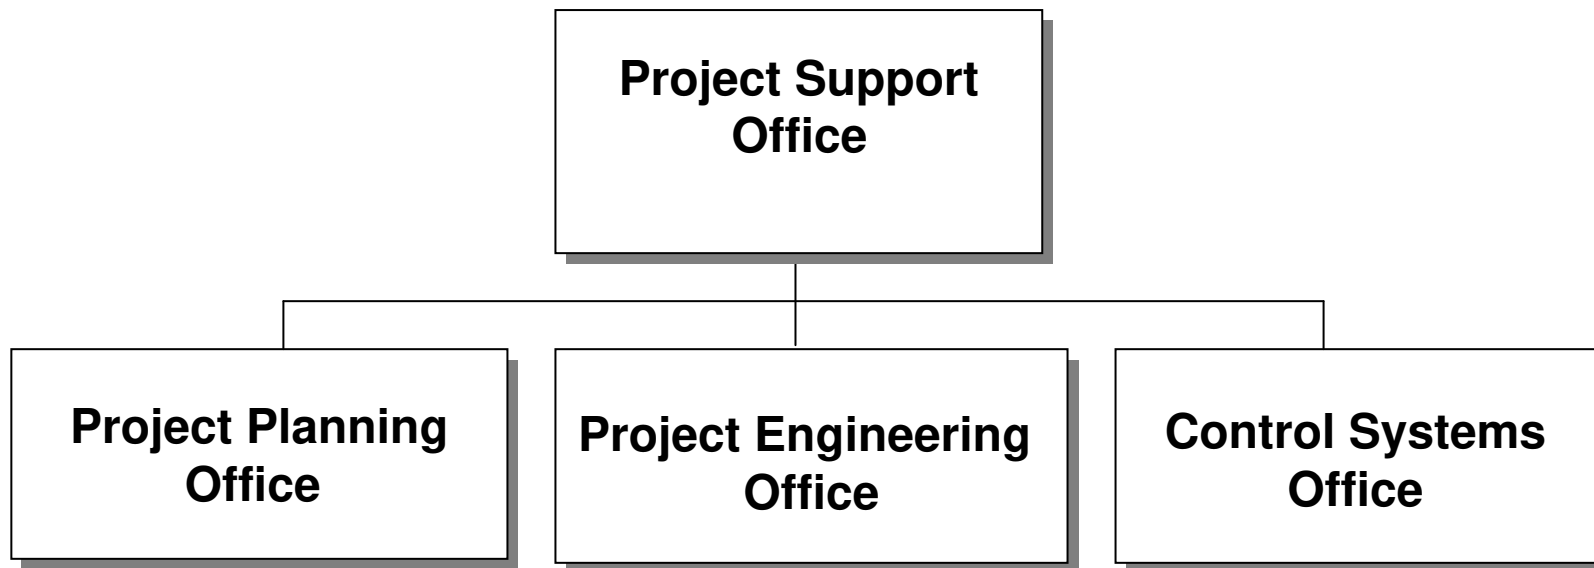 Project Support
Office
Project Planning
Office
Project Engineering
Office
Control Systems
Office